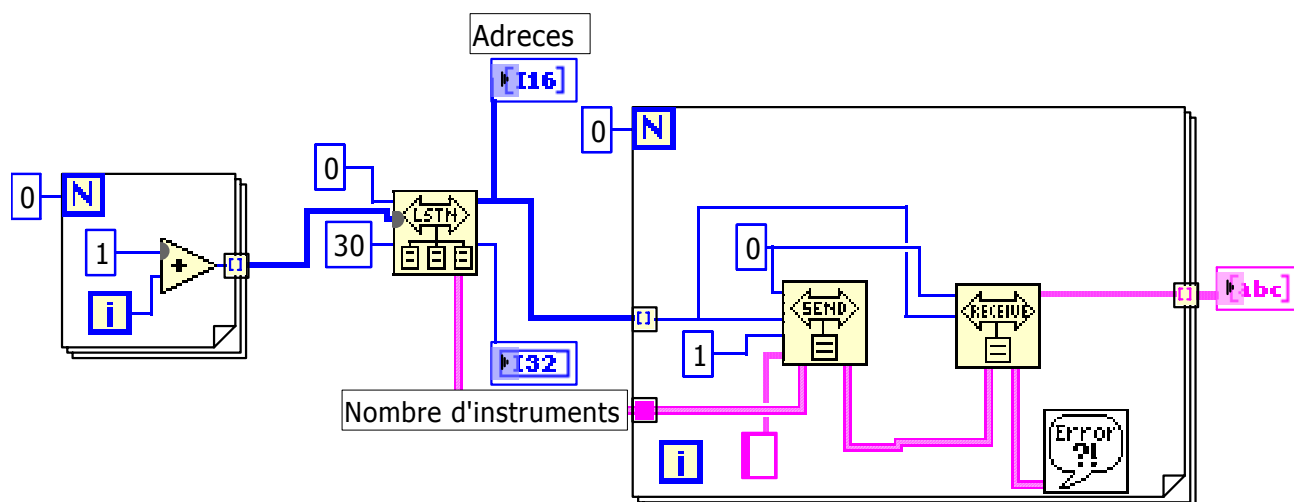 Adreces
[I16]
0
N
0
N
0
LSTN
1
+
30
0
[abc]
i
SEND
RECEIVE
1
I32
Nombre d'instruments
i
Error
?!